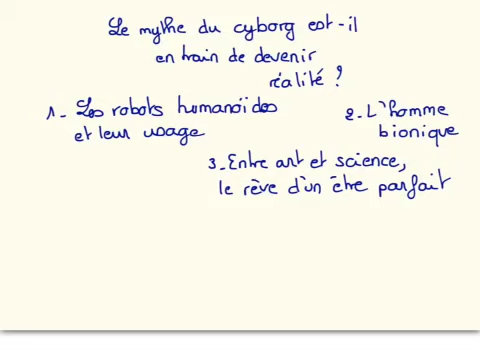 Le mythe du cyborg est-il
en train de devenir
réalité ?
1- Les robots humanoïdes
et leur usage
2- L'homme
bionique
3- Entre art et science,
le rêve d'un être parfait